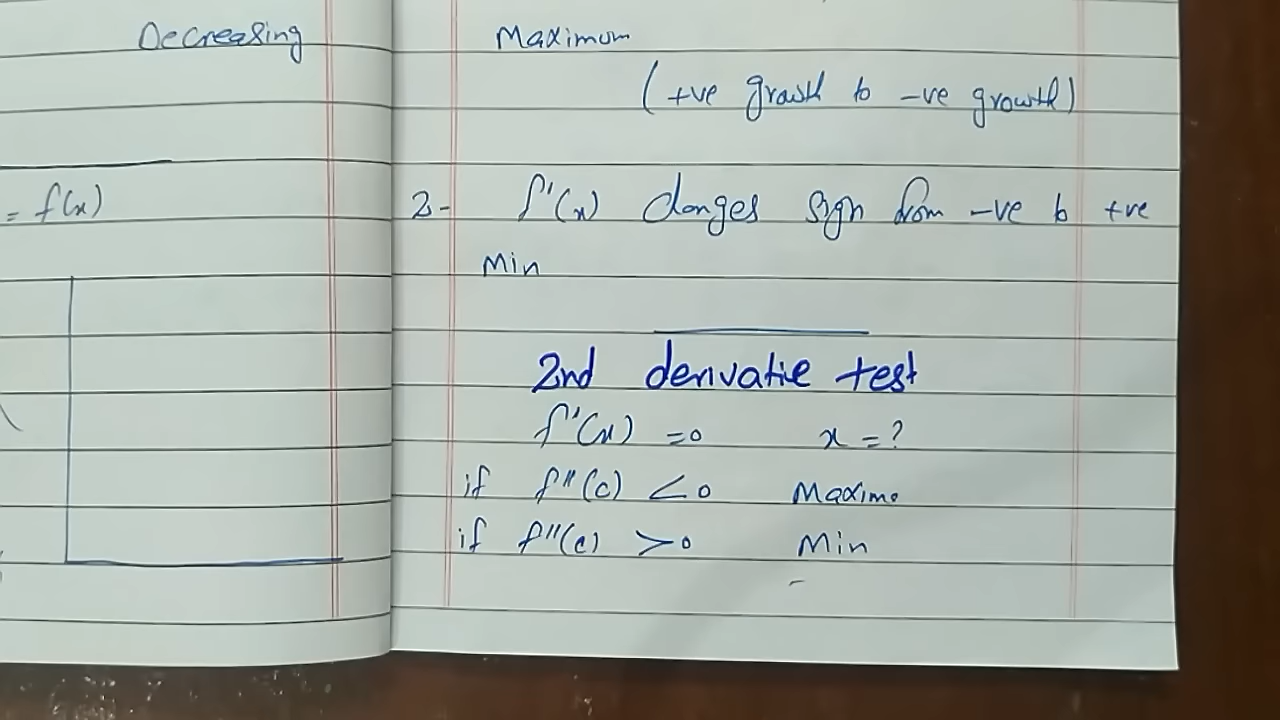 Decreasing
= f(x)
Maximum
(+ve growth to -ve growth)
2- f'(x) changes sign from -ve to +ve
Min
2nd derivatie test
f'(x) =0 x = ?
if f"(c) <0 Maxima
if f"(c) >0 Min